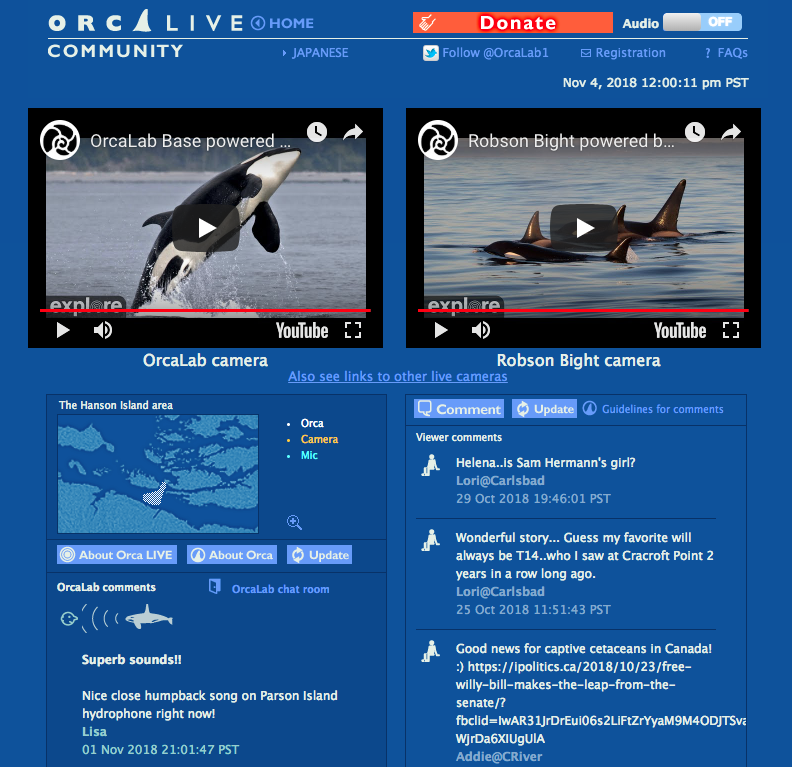 ORCALIVE HOME
COMMUNITY
Donate
Audio OFF
JAPANESE
Follow @OrcaLab1
Registration
? FAQs
Nov 4, 2018 12:00:11 pm PST
OrcaLab Base powered ...
explore
YouTube
OrcaLab camera
Robson Bight powered b...
explore
YouTube
Robson Bight camera
Also see links to other live cameras
The Hanson Island area
Orca
Camera
Mic
About Orca LIVE
About Orca
Update
OrcaLab comments
OrcaLab chat room
Superb sounds!!
Nice close humpback song on Parson Island
hydrophone right now!
Lisa
01 Nov 2018 21:01:47 PST
Comment
Update
Guidelines for comments
Viewer comments
Helena..is Sam Hermann's girl?
Lori@Carlsbad
29 Oct 2018 19:46:01 PST
Wonderful story... Guess my favorite will
always be T14..who I saw at Cracroft Point 2
years in a row long ago.
Lori@Carlsbad
25 Oct 2018 11:51:43 PST
Good news for captive cetaceans in Canada!
:) https://ipolitics.ca/2018/10/23/free-
willy-bill-makes-the-leap-from-the-
senate/?
fbclid=IwAR31JrDrEui06s2LiFtZrYyaM9M4ODJTSva
WjrDa6XIUgUlA
Addie@CRiver